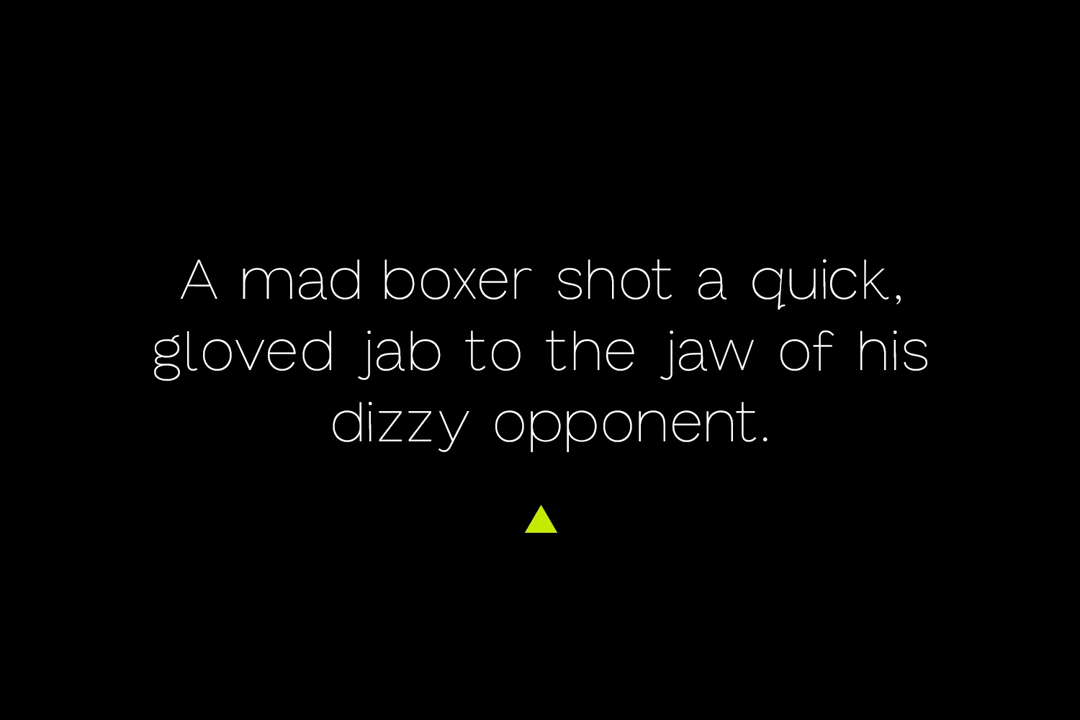 A mad boxer shot a quick,
gloved jab to the jaw of his
dizzy opponent.